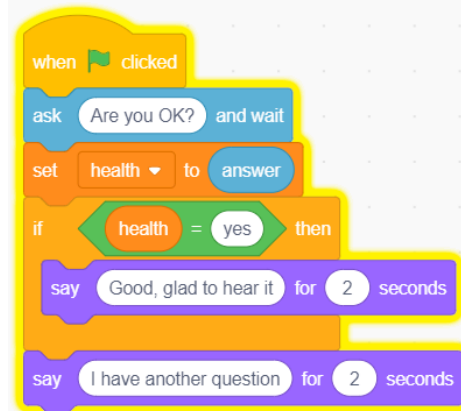 when clicked
ask Are you OK? and wait
set health to answer
if health = yes then
say Good, glad to hear it for 2 seconds
say I have another question for 2 seconds